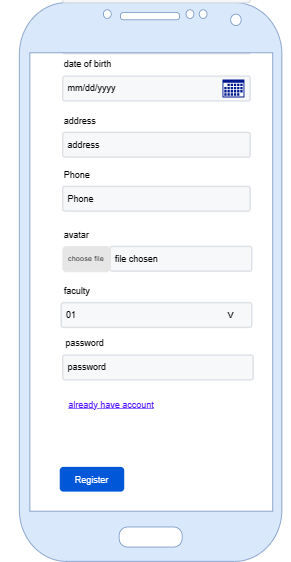 date of birth
mm/dd/yyyy
address
address
Phone
Phone
avatar
choose file file chosen
faculty
01 V
password
password
already have account
Register